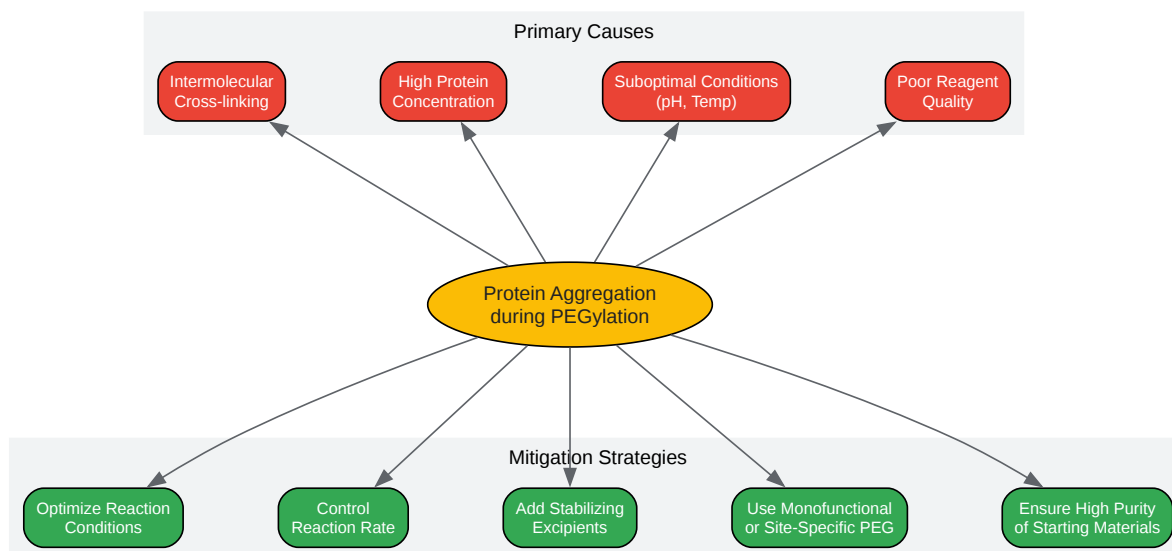 Primary Causes
Intermolecular
Cross-linking
High Protein
Concentration
Suboptimal Conditions
(pH, Temp)
Poor Reagent
Quality
Protein Aggregation
during PEGylation
Mitigation Strategies
Optimize Reaction
Conditions
Control
Reaction Rate
Add Stabilizing
Excipients
Use Monofunctional
or Site-Specific PEG
Ensure High Purity
of Starting Materials